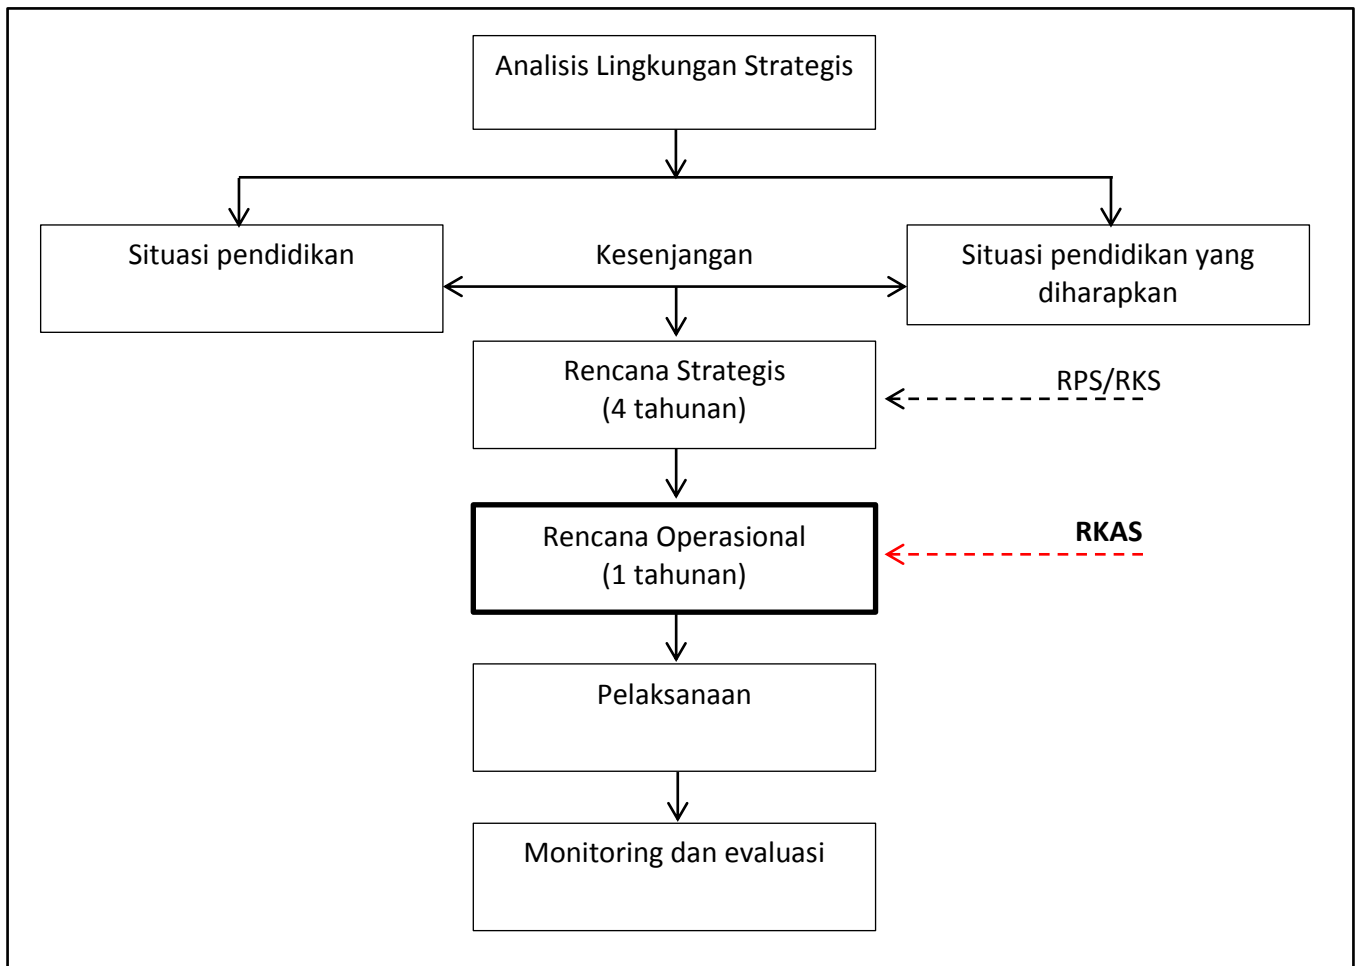 Analisis Lingkungan Strategis
Situasi pendidikan
Kesenjangan
Situasi pendidikan yang
diharapkan
Rencana Strategis
(4 tahunan)
RPS/RKS
Rencana Operasional
(1 tahunan)
RKAS
Pelaksanaan
Monitoring dan evaluasi